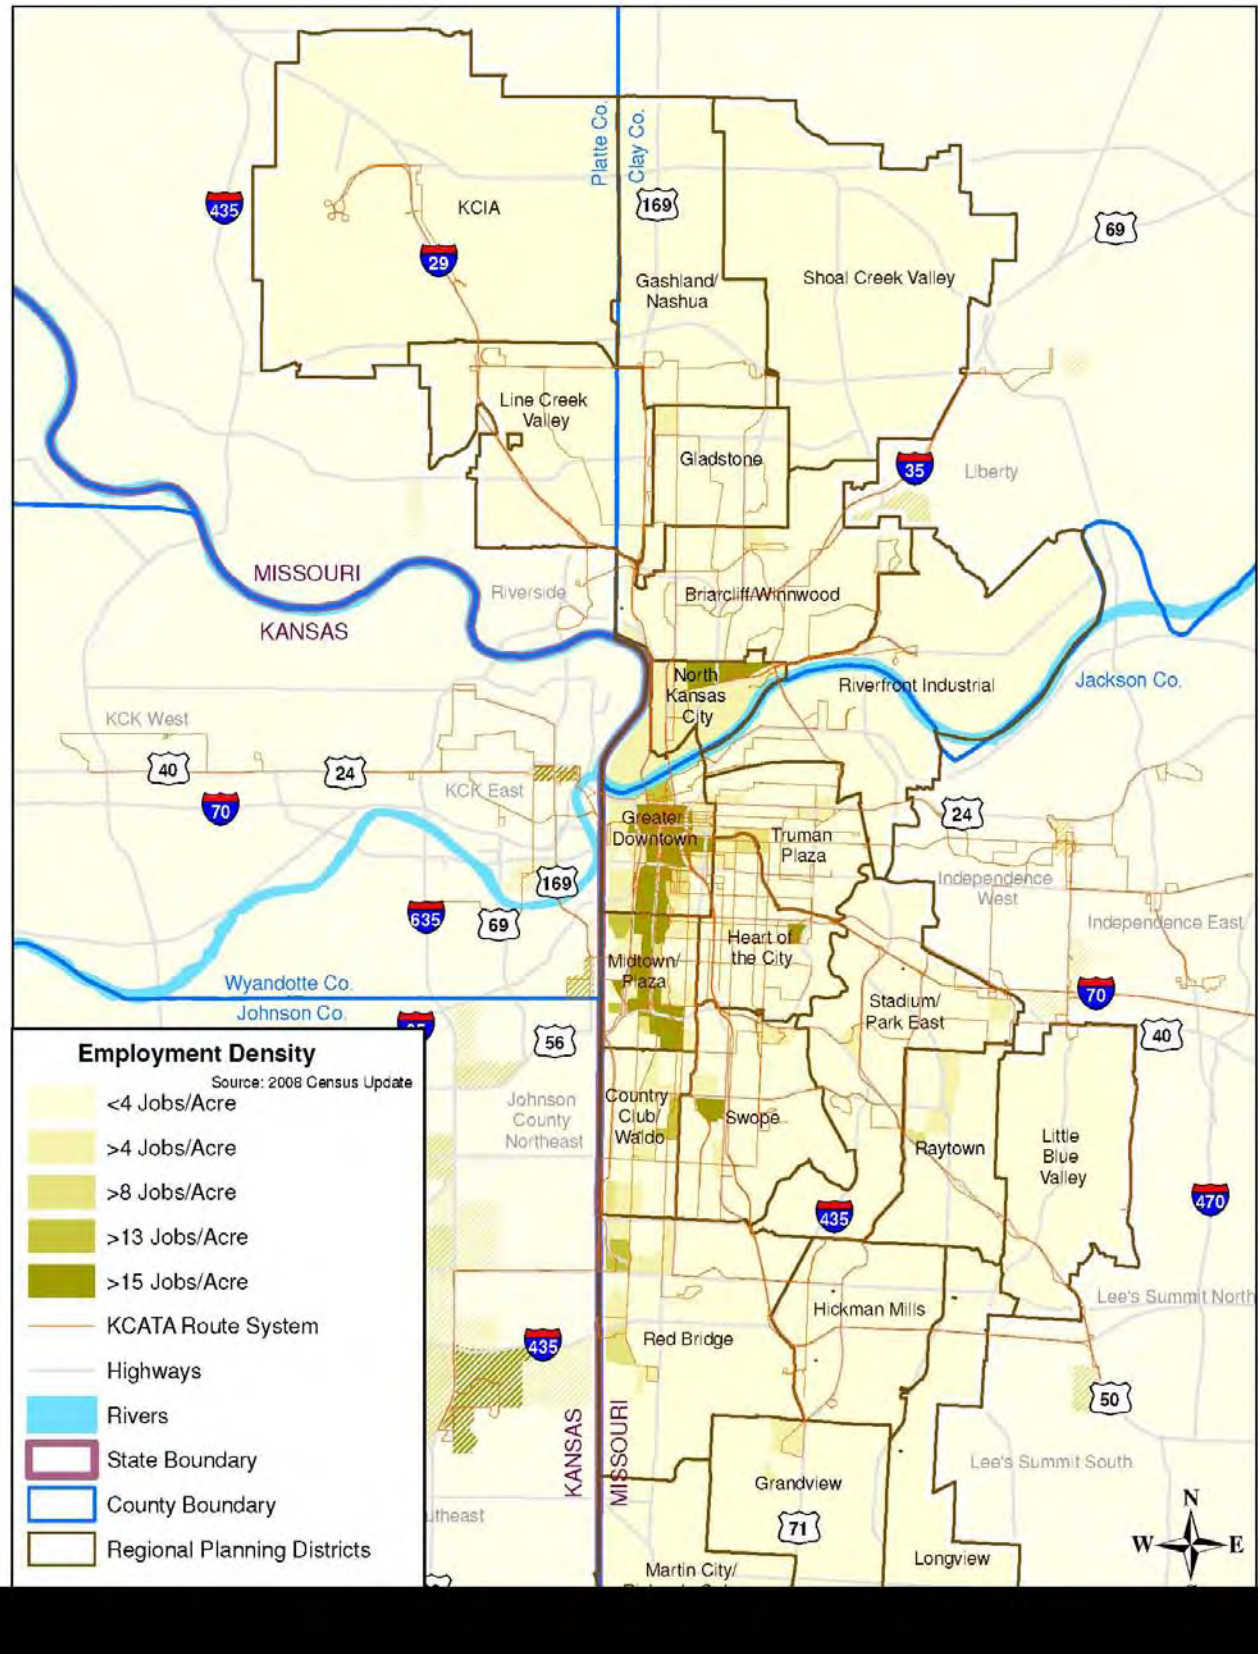 Platte Co.
Clay Co.
435
KCIA
169
69
29
Gashland/
Nashua
Shoal Creek Valley
Line Creek
Valley
Gladstone
35
Liberty
MISSOURI
KANSAS
Riverside
Briarcliff/Winnwood
North
Kansas
City
Riverfront Industrial
Jackson Co.
KCK West
40
24
KCK East
70
Greater
Downtown
Truman
Plaza
24
169
Independence
West
635
69
Independence East
Heart of
the City
Midtown/
Plaza
Wyandotte Co.
Johnson Co.
Stadium/
Park East
70
40
56
Employment Density
Source: 2008 Census Update
<4 Jobs/Acre
>4 Jobs/Acre
>8 Jobs/Acre
>13 Jobs/Acre
>15 Jobs/Acre
KCATA Route System
Highways
Rivers
State Boundary
County Boundary
Regional Planning Districts
Johnson
County
Northeast
Country
Club/
Waldo
Swope
Raytown
Little
Blue
Valley
435
470
Lee's Summit North
Hickman Mills
Red Bridge
435
50
KANSAS
MISSOURI
Lee's Summit South
Grandview
71
utheast
Longview
Martin City/
N
W
E